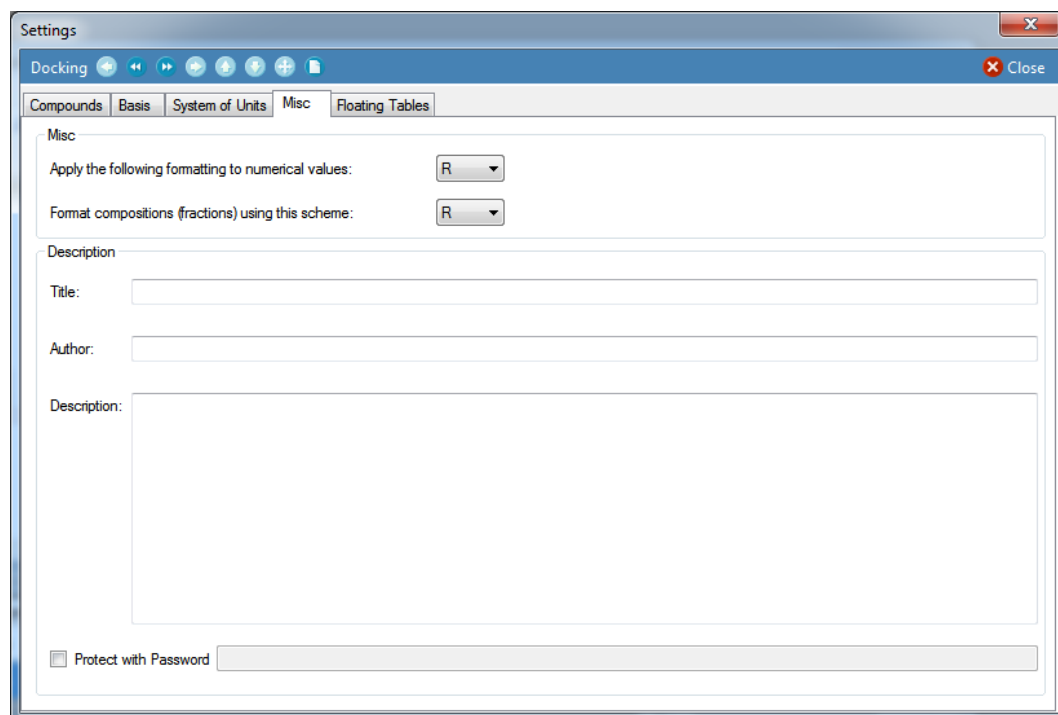 Settings
Docking Close
Compounds Basis System of Units Misc Floating Tables
Misc
Apply the following formatting to numerical values: R
Format compositions (fractions) using this scheme: R
Description
Title:
Author:
Description:
Protect with Password